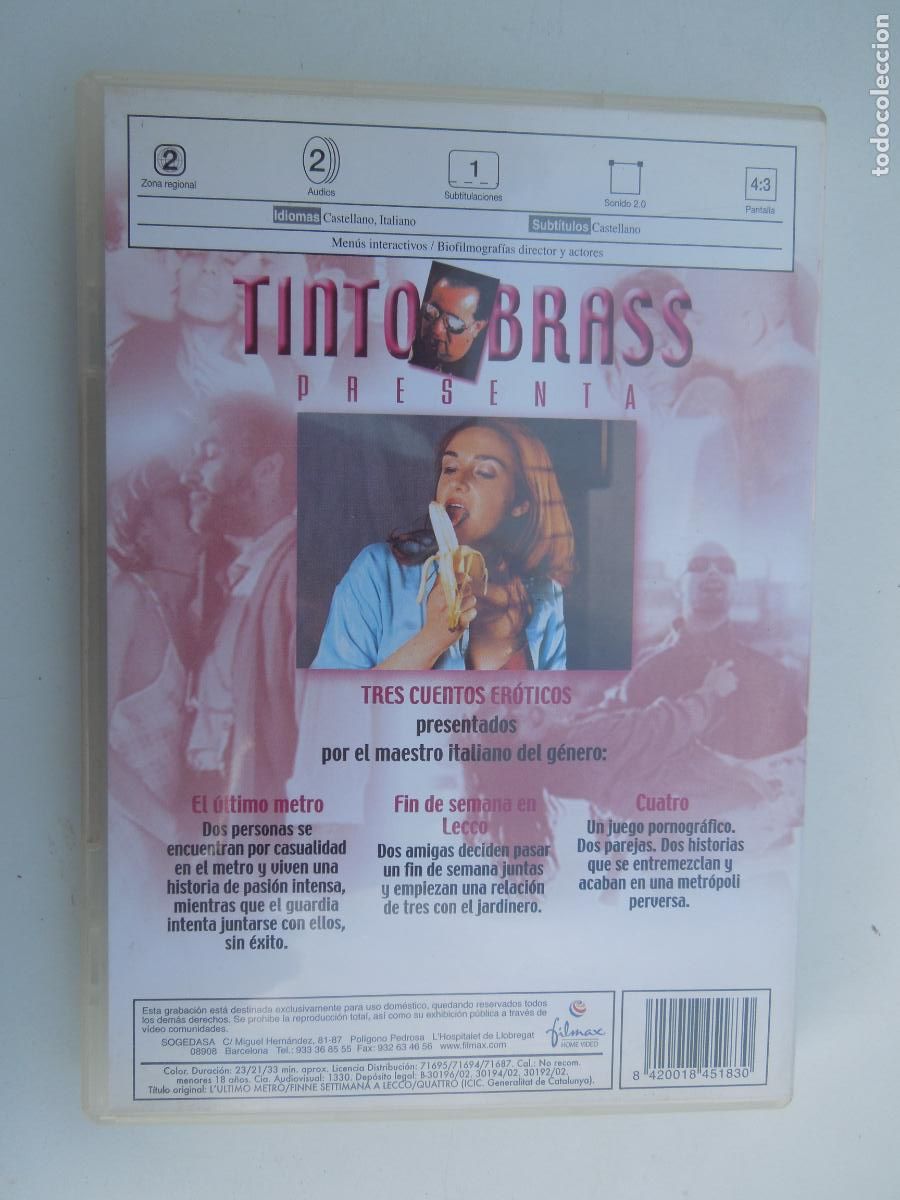 todocoleccion
2
2
1
4:3
Zona regional
Audios
Subtitulaciones
Sonido 2.0
Pantalla
Idiomas Castellano, Italiano
Subtítulos Castellano
Menús interactivos / Biofilmografías director y actores
TINTO BRASS
PRESENTA
TRES CUENTOS ERÓTICOS
presentados
por el maestro italiano del género:
El último metro
Dos personas se
encuentran por casualidad
en el metro y viven una
historia de pasión intensa,
mientras que el guardia
intenta juntarse con ellos,
sin éxito.
Fin de semana en
Lecco
Dos amigas deciden pasar
un fin de semana juntas
y empiezan una relación
de tres con el jardinero.
Cuatro
Un juego pornográfico.
Dos parejas. Dos historias
que se entremezclan y
acaban en una metrópoli
perversa.
Esta grabación está destinada exclusivamente para uso doméstico, quedando reservados todos
los demás derechos. Se prohibe la reproducción total, así como su exhibición pública a través de
vídeo comunidades.
SOGEDASA C/ Miguel Hernández, 81-87 Polígono Pedrosa L'Hospitalet de Llobregat
08908 Barcelona Tel.: 933 36 85 55 Fax: 932 63 46 56 www.filmax.com
filmax
HOME VIDEO
Color. Duración: 23/21/33 min. aprox. Licencia Distribución: 71695/71694/71687. Cal.: No recom.
menores 18 años. Cia. Audiovisual: 1330. Depósito legal: B-30196/02. 30194/02. 30192/02.
Título original: L'ULTIMO METRO/FINNE SETTIMANA A LECCO/QUATTRO (ICIC. Generalitat de Catalunya).
8 420018 451830